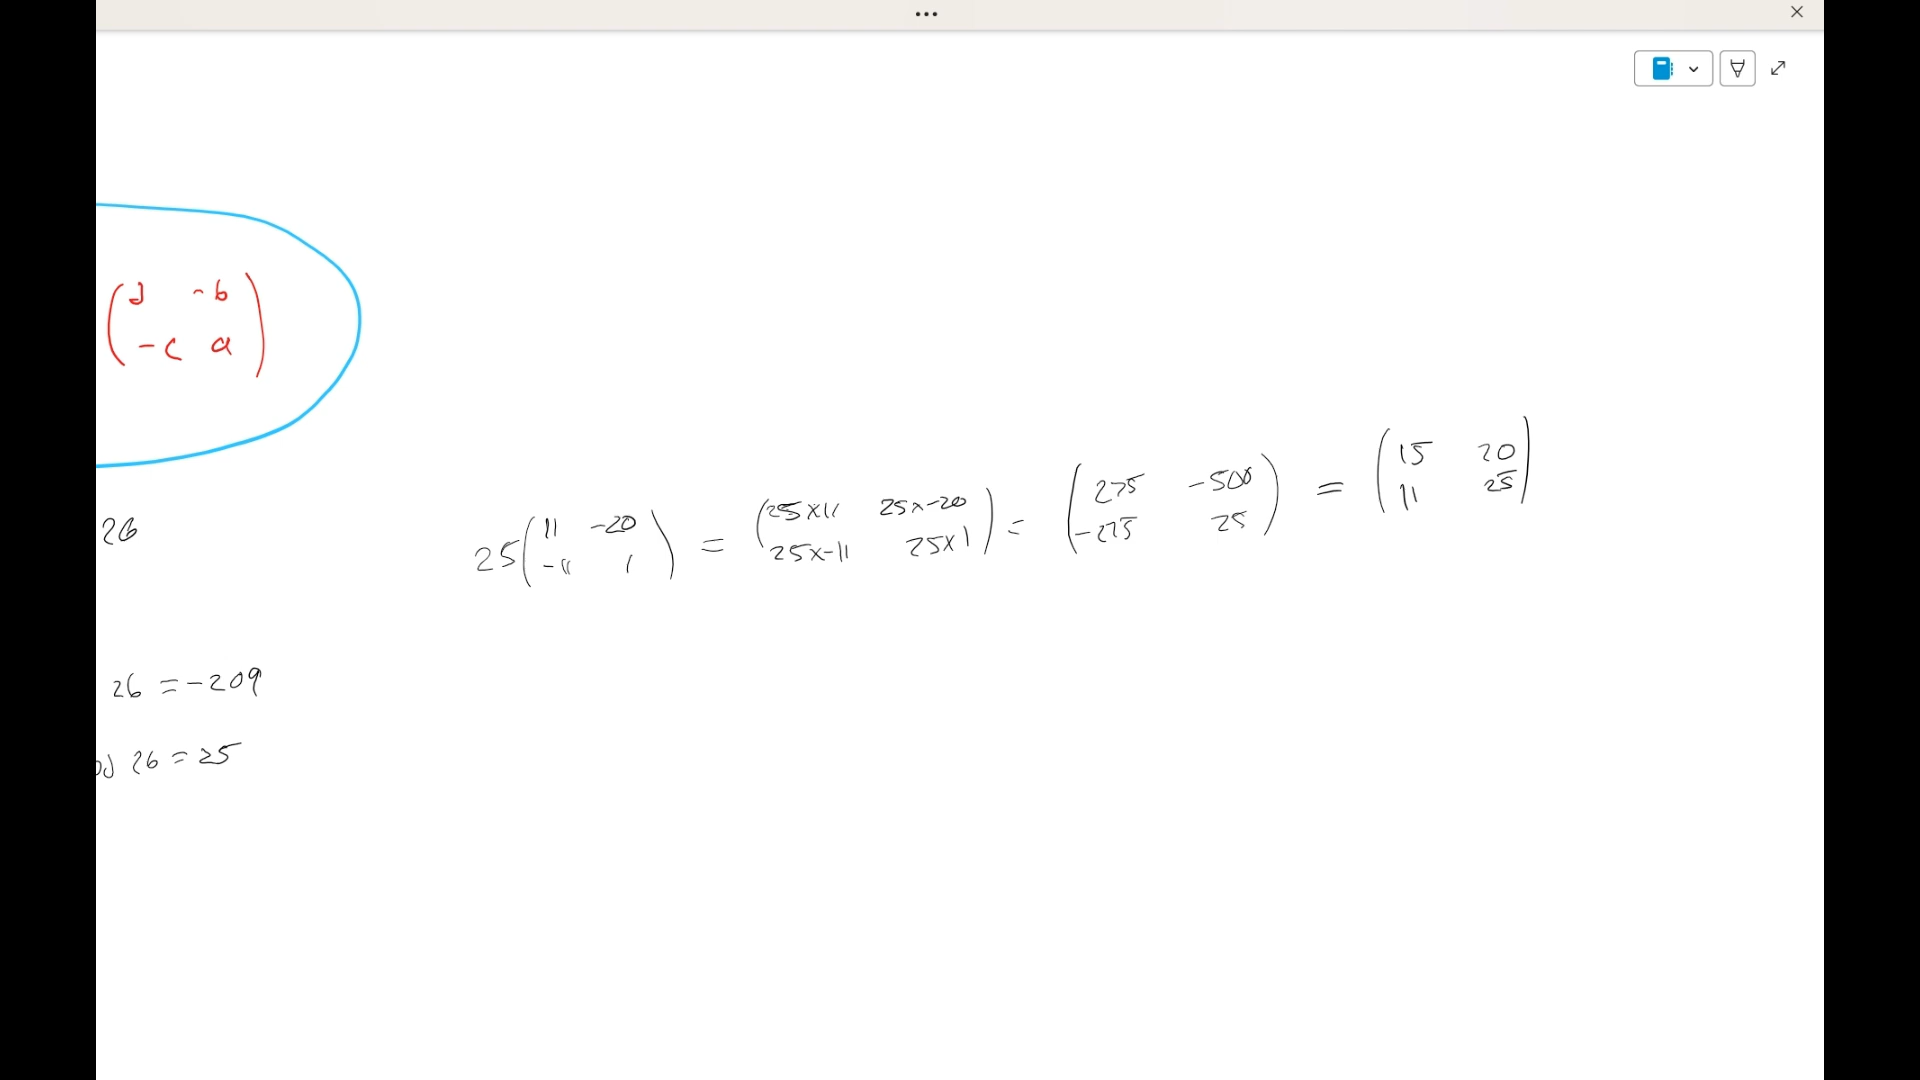 d -b
-c a
26
25(11 -20 = (25x11 25x-20) = (275 -500) = (15 20)
-11 1) 25x-11 25x1 -275 25 11 25
26 = -209
od 26 = 25